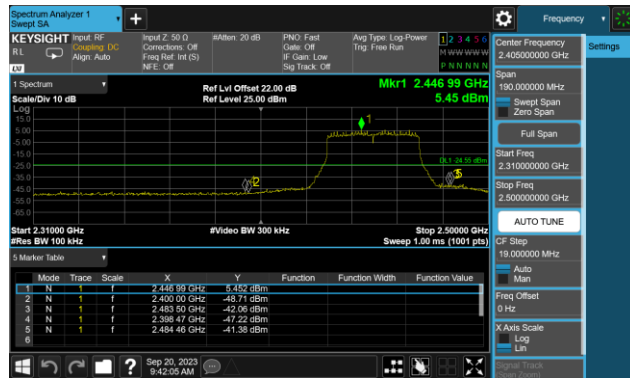 Spectrum Analyzer 1
Swept SA
Frequency
KEYSIGHT
Input: RF
Input Z: 50 Ω
#Atten: 20 dB
PNO: Fast
Avg Type: Log-Power
1 2 3 4 5 6
RL
Coupling: DC
Corrections: Off
Gate: Off
Trig: Free Run
M W W W W W
Align: Auto
Freq Ref: Int (S)
IF Gain: Low
NFE: Off
Sig Track: Off
P N N N N N
1 Spectrum
Ref Lvl Offset 22.00 dB
Mkr1 2.446 99 GHz
Scale/Div 10 dB
Ref Level 25.00 dBm
5.45 dBm
Log
15.0
5.00
-5.00
-15.0
-25.0
-35.0
-45.0
-55.0
-65.0
1
DL1 -24.55 dBm
2
Start 2.31000 GHz
#Video BW 300 kHz
Stop 2.50000 GHz
#Res BW 100 kHz
Sweep 1.00 ms (1001 pts)
5 Marker Table
Mode Trace Scale X Y Function Function Width Function Value
1 N 1 f 2.446 99 GHz 5.452 dBm
2 N 1 f 2.400 00 GHz -48.71 dBm
3 N 1 f 2.483 50 GHz -42.06 dBm
4 N 1 f 2.398 47 GHz -47.22 dBm
5 N 1 f 2.484 46 GHz -41.38 dBm
6
?
Sep 20, 2023
9:42:05 AM
Center Frequency
2.405000000 GHz
Settings
Span
190.000000 MHz
Swept Span
Zero Span
Full Span
Start Freq
2.310000000 GHz
Stop Freq
2.500000000 GHz
AUTO TUNE
CF Step
19.000000 MHz
Auto
Man
Freq Offset
0 Hz
X Axis Scale
Log
Lin
Signal Track
(Span Zoom)